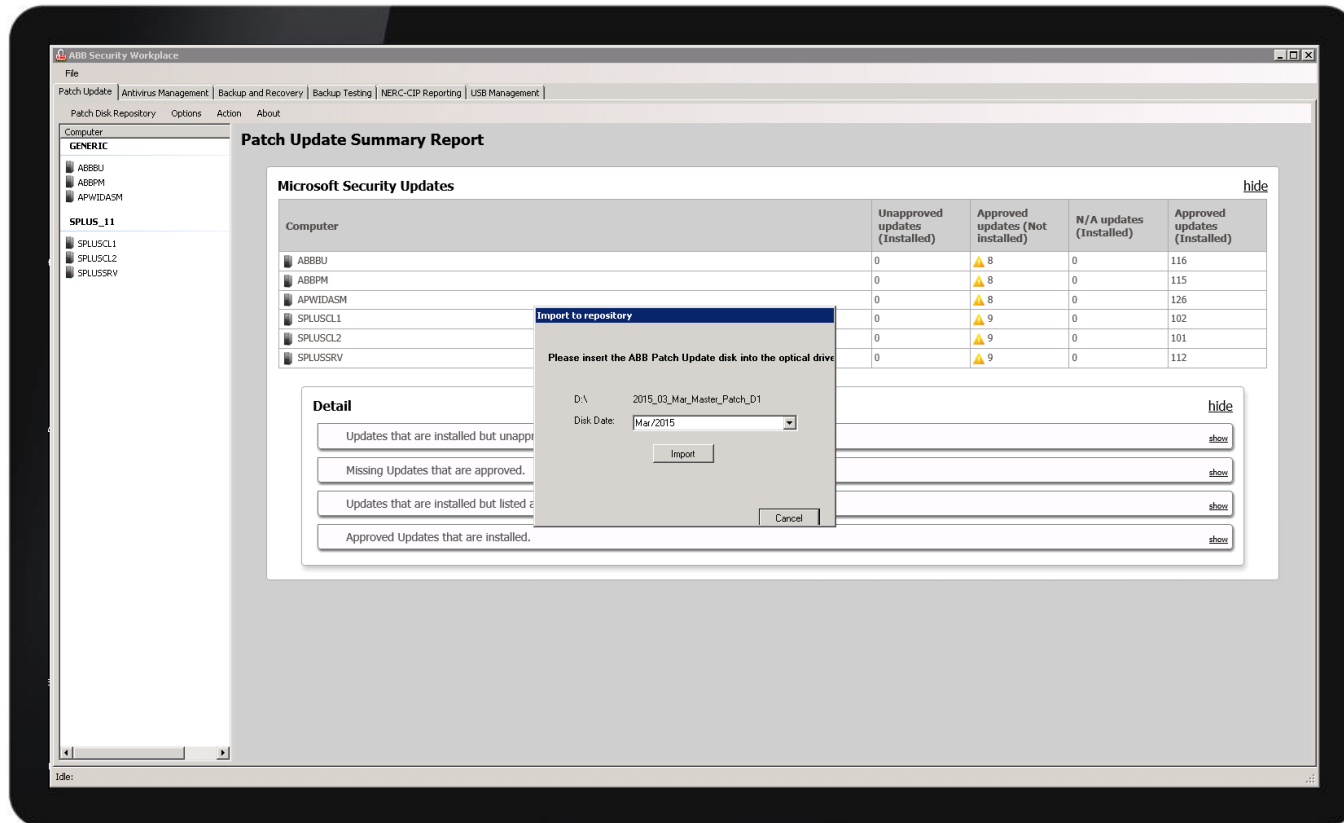 ABB Security Workplace
File
Patch Update Antivirus Management Backup and Recovery Backup Testing NERC-CIP Reporting USB Management
Patch Disk Repository Options Action About
Computer
GENERIC
ABBBU
ABBPM
APWIDASM
SPLUS_11
SPLUSCL1
SPLUSCL2
SPLUSSRV
Patch Update Summary Report
Microsoft Security Updates hide
Computer
Unapproved
updates
(Installed)
Approved
updates (Not
installed)
N/A updates
(Installed)
Approved
updates
(Installed)
ABBBU 0 8 0 116
ABBPM 0 8 0 115
APWIDASM 0 8 0 126
SPLUSCL1 0 9 0 102
SPLUSCL2 0 9 0 101
SPLUSSRV 0 9 0 112
Import to repository
Please insert the ABB Patch Update disk into the optical drive
D:\ 2015_03_Mar_Master_Patch_D1
Disk Date: Mar/2015
Import
Cancel
Detail hide
Updates that are installed but unappr show
Missing Updates that are approved. show
Updates that are installed but listed a show
Approved Updates that are installed. show
Idle: